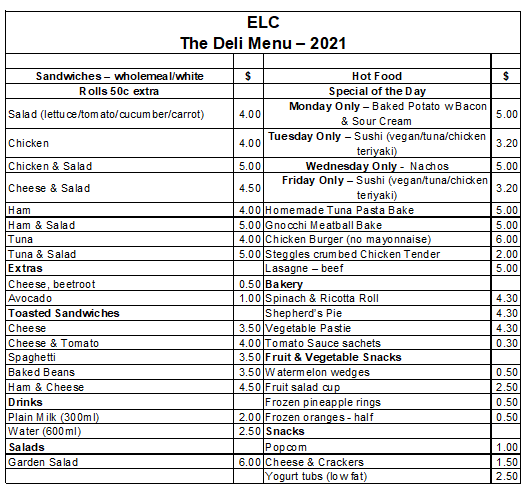 ELC
The Deli Menu – 2021
Sandwiches – wholemeal/white $ Hot Food $
Rolls 50c extra Special of the Day
Salad (lettuce/tomato/cucumber/carrot) 4.00 Monday Only – Baked Potato w Bacon
& Sour Cream 5.00
Chicken 4.00 Tuesday Only – Sushi (vegan/tuna/chicken
teriyaki) 3.20
Chicken & Salad 5.00 Wednesday Only - Nachos 5.00
Cheese & Salad 4.50 Friday Only – Sushi (vegan/tuna/chicken
teriyaki) 3.20
Ham 4.00 Homemade Tuna Pasta Bake 5.00
Ham & Salad 5.00 Gnocchi Meatball Bake 5.00
Tuna 4.00 Chicken Burger (no mayonnaise) 6.00
Tuna & Salad 5.00 Steggles crumbed Chicken Tender 2.00
Extras Lasagne – beef 5.00
Cheese, beetroot 0.50 Bakery
Avocado 1.00 Spinach & Ricotta Roll 4.30
Toasted Sandwiches Shepherd's Pie 4.30
Cheese 3.50 Vegetable Pastie 4.30
Cheese & Tomato 4.00 Tomato Sauce sachets 0.30
Spaghetti 3.50 Fruit & Vegetable Snacks
Baked Beans 3.50 Watermelon wedges 0.50
Ham & Cheese 4.50 Fruit salad cup 2.50
Drinks Frozen pineapple rings 0.50
Plain Milk (300ml) 2.00 Frozen oranges - half 0.50
Water (600ml) 2.50 Snacks
Salads Popcorn 1.00
Garden Salad 6.00 Cheese & Crackers 1.50
Yogurt tubs (low fat) 2.50